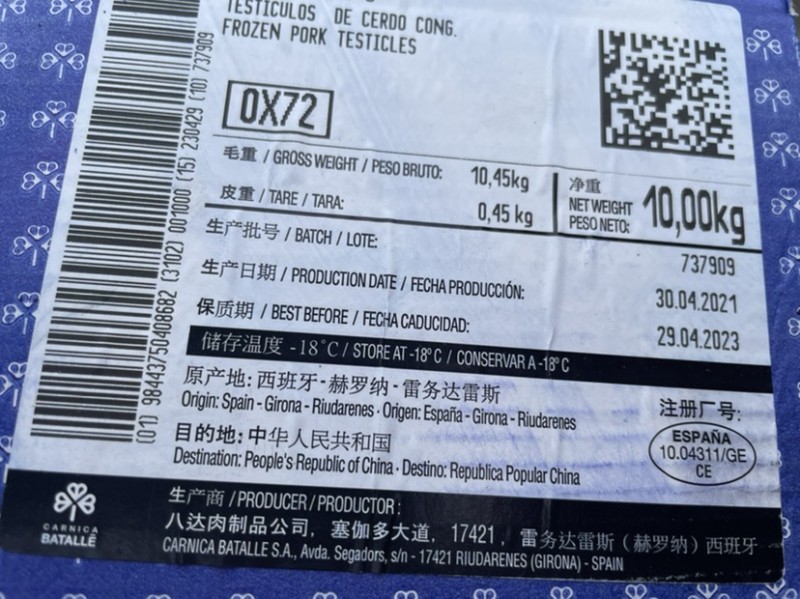 TESTÍCULOS DE CERDO CONG.
FROZEN PORK TESTICLES
0X72
毛重 / GROSS WEIGHT / PESO BRUTO: 10,45kg
皮重 / TARE / TARA: 0,45 kg
净重
NET WEIGHT
PESO NETO: 10,00kg
生产批号 / BATCH / LOTE: 737909
生产日期 / PRODUCTION DATE / FECHA PRODUCCIÓN: 30.04.2021
保质期 / BEST BEFORE / FECHA CADUCIDAD: 29.04.2023
储存温度 -18°C / STORE AT -18º C / CONSERVAR A -18º C
原产地: 西班牙-赫罗纳-雷务达雷斯
Origin: Spain - Girona - Riudarenes · Origen: España - Girona - Riudarenes
目的地: 中华人民共和国
Destination: People's Republic of China · Destino: Republica Popular China
注册厂号:
ESPAÑA
10.04311/GE
CE
生产商 / PRODUCER / PRODUCTOR:
八达肉制品公司, 塞伽多大道, 17421, 雷务达雷斯 (赫罗纳) 西班牙
CARNICA BATALLE S.A., Avda. Segadors, s/n - 17421 RIUDARENES (GIRONA) - SPAIN
CARNICA
BATALLÉ
(01) 98443750408682 (3102) 001000 (15) 230429 (10) 737909